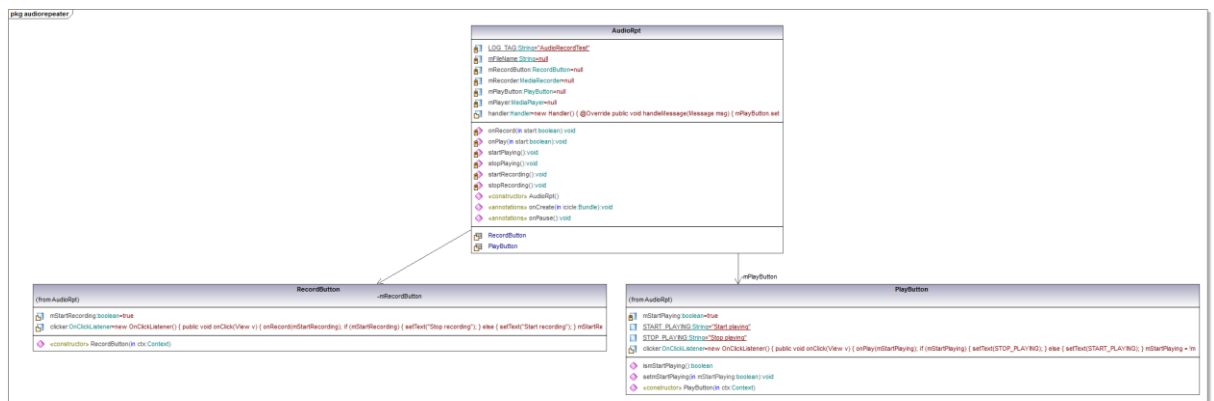 pkg audiorepeater
AudioRpt
LOG_TAG:String="AudioRecordTest"
mFileName:String=null
mRecordButton:RecordButton=null
mRecorder:MediaRecorder=null
mPlayButton:PlayButton=null
mPlayer:MediaPlayer=null
handler:Handler=new Handler() { @Override public void handleMessage(Message msg) { mPlayButton.set
onRecord(in start:boolean):void
onPlay(in start:boolean):void
startPlaying():void
stopPlaying():void
startRecording():void
stopRecording():void
«constructor» AudioRpt()
«annotations» onCreate(in icicle:Bundle):void
«annotations» onPause():void
RecordButton
PlayButton
-mRecordButton
-mPlayButton
RecordButton
(from AudioRpt)
mStartRecording:boolean=true
clicker:OnClickListener=new OnClickListener() { public void onClick(View v) { onRecord(mStartRecording); if (mStartRecording) { setText("Stop recording"); } else { setText("Start recording"); } mStartRe
«constructor» RecordButton(in ctx:Context)
PlayButton
(from AudioRpt)
mStartPlaying:boolean=true
START_PLAYING:String="Start playing"
STOP_PLAYING:String="Stop playing"
clicker:OnClickListener=new OnClickListener() { public void onClick(View v) { onPlay(mStartPlaying); if (mStartPlaying) { setText(STOP_PLAYING); } else { setText(START_PLAYING); } mStartPlaying = !m
ismStartPlaying():boolean
setmStartPlaying(in mStartPlaying:boolean):void
«constructor» PlayButton(in ctx:Context)